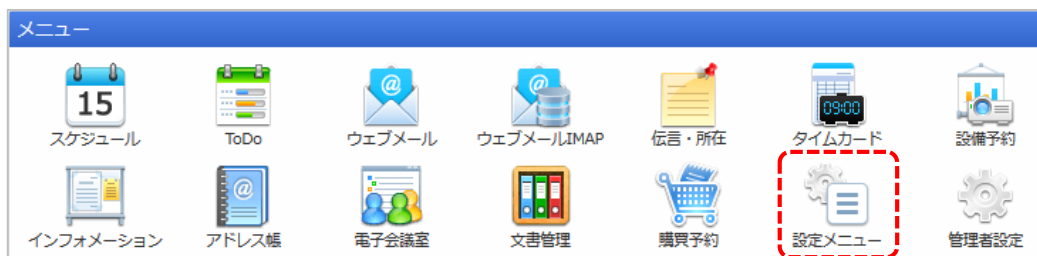 メニュー
15
@
@
09:00
スケジュール
ToDo
ウェブメール
ウェブメールIMAP
伝言・所在
タイムカード
設備予約
@
インフォメーション
アドレス帳
電子会議室
文書管理
購買予約
設定メニュー
管理者設定